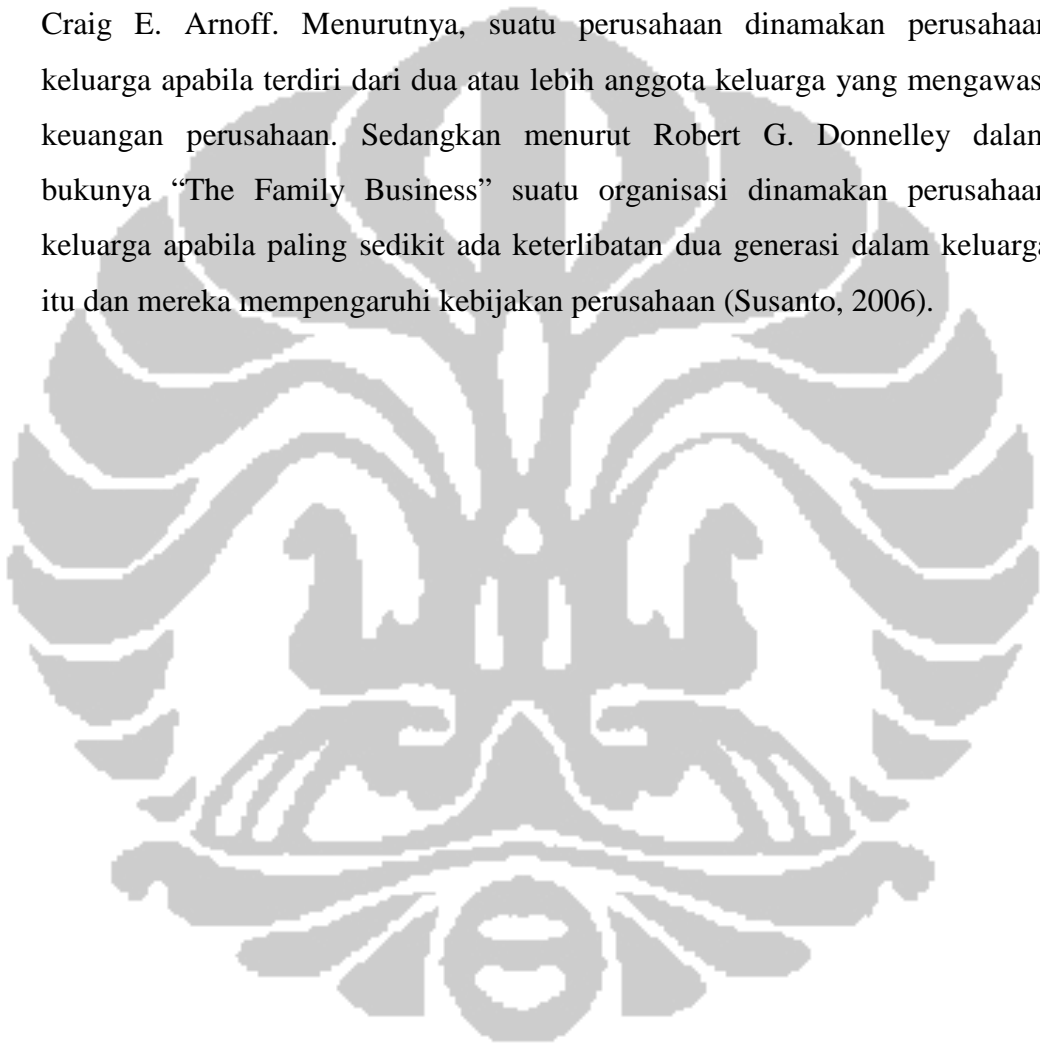 Craig E. Arnoff. Menurutnya, suatu perusahaan dinamakan perusahaan
keluarga apabila terdiri dari dua atau lebih anggota keluarga yang mengawas
keuangan perusahaan. Sedangkan menurut Robert G. Donnelley dalam
bukunya “The Family Business” suatu organisasi dinamakan perusahaan
keluarga apabila paling sedikit ada keterlibatan dua generasi dalam keluarga
itu dan mereka mempengaruhi kebijakan perusahaan (Susanto, 2006).